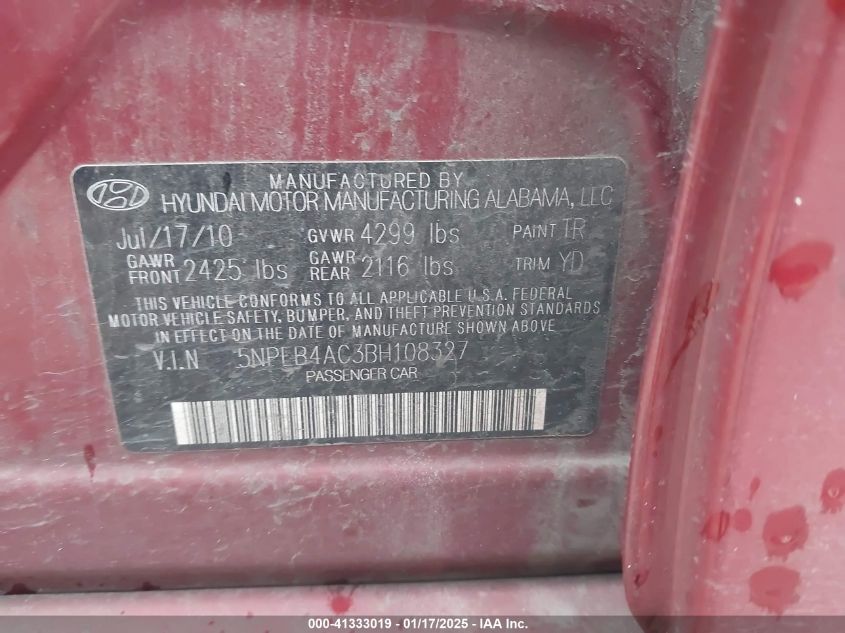 MANUFACTURED BY
HYUNDAI MOTOR MANUFACTURING ALABAMA, LLC
Jul/17/10 GVWR 4299 lbs PAINT TR
GAWR FRONT 2425 lbs GAWR REAR 2116 lbs TRIM YD
THIS VEHICLE CONFORMS TO ALL APPLICABLE U.S.A. FEDERAL
MOTOR VEHICLE SAFETY, BUMPER, AND THEFT PREVENTION STANDARDS
IN EFFECT ON THE DATE OF MANUFACTURE SHOWN ABOVE
V.I.N 5NPEB4AC3BH108327
PASSENGER CAR
000-41333019 - 01/17/2025 - IAA Inc.